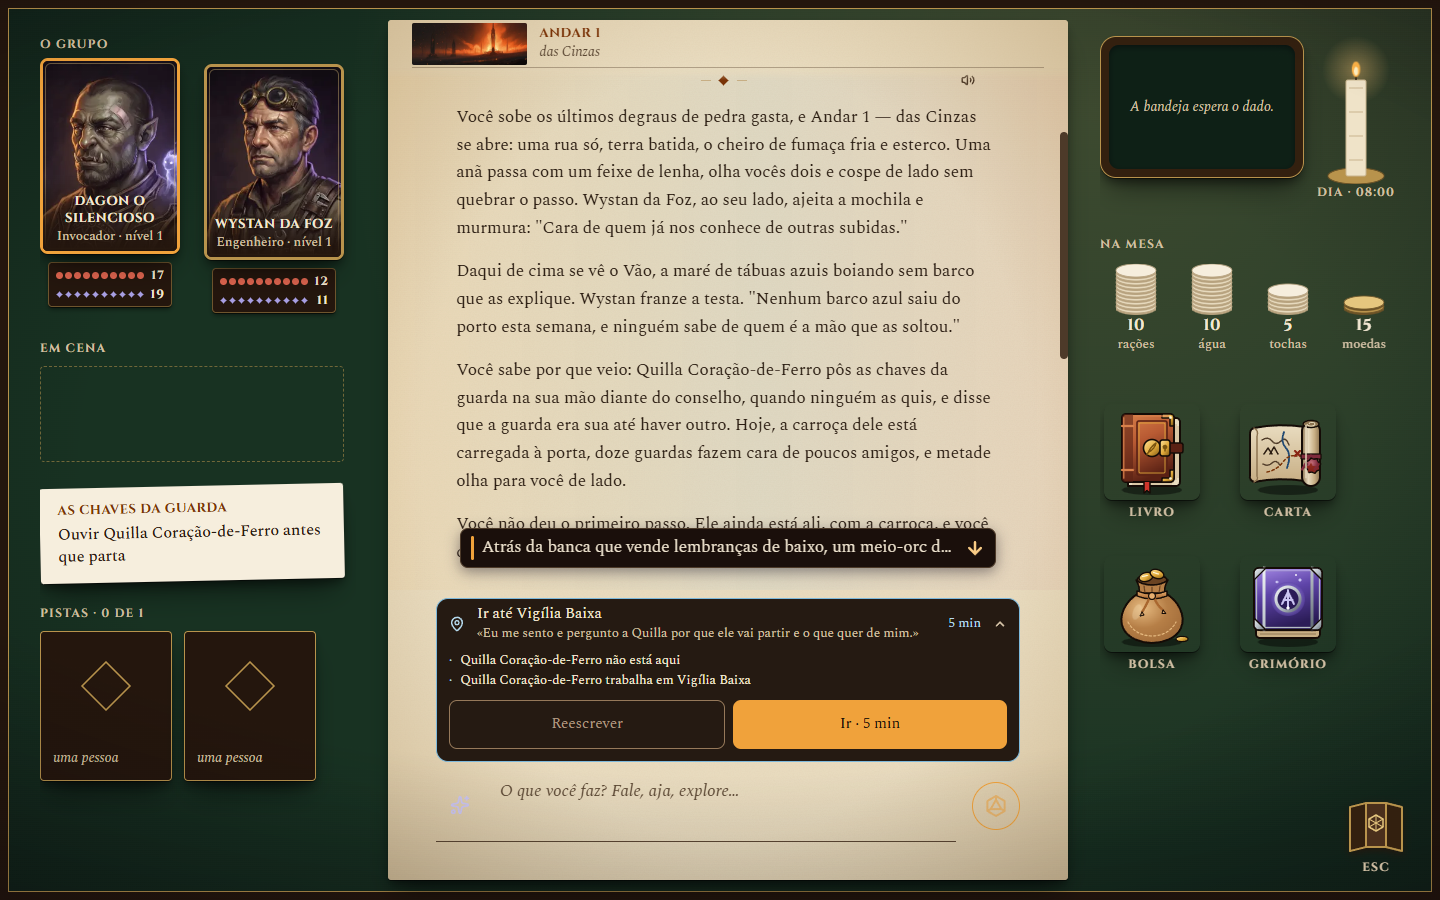 O GRUPO
DAGON O
SILENCIOSO
Invocador · nível 1
17
19
WYSTAN DA FOZ
Engenheiro · nível 1
12
11
EM CENA
AS CHAVES DA GUARDA
Ouvir Quilla Coração-de-Ferro antes
que parta
PISTAS · 0 DE 1
uma pessoa
uma pessoa
ANDAR 1
das Cinzas
Você sobe os últimos degraus de pedra gasta, e Andar 1 — das Cinzas
se abre: uma rua só, terra batida, o cheiro de fumaça fria e esterco. Uma
anã passa com um feixe de lenha, olha vocês dois e cospe de lado sem
quebrar o passo. Wystan da Foz, ao seu lado, ajeita a mochila e
murmura: "Cara de quem já nos conhece de outras subidas."
Daqui de cima se vê o Vão, a maré de tábuas azuis boiando sem barco
que as explique. Wystan franze a testa. "Nenhum barco azul saiu do
porto esta semana, e ninguém sabe de quem é a mão que as soltou."
Você sabe por que veio: Quilla Coração-de-Ferro pôs as chaves da
guarda na sua mão diante do conselho, quando ninguém as quis, e disse
que a guarda era sua até haver outro. Hoje, a carroça dele está
carregada à porta, doze guardas fazem cara de poucos amigos, e metade
olha para você de lado.
Você não deu o primeiro passo. Ele ainda está ali, com a carroça, e você
Atrás da banca que vende lembranças de baixo, um meio-orc d...
Ir até Vigília Baixa
«Eu me sento e pergunto a Quilla por que ele vai partir e o que quer de mim.»
5 min
· Quilla Coração-de-Ferro não está aqui
· Quilla Coração-de-Ferro trabalha em Vigília Baixa
Reescrever
Ir · 5 min
O que você faz? Fale, aja, explore...
A bandeja espera o dado.
DIA · 08:00
NA MESA
10
rações
10
água
5
tochas
15
moedas
LIVRO
CARTA
BOLSA
GRIMÓRIO
ESC